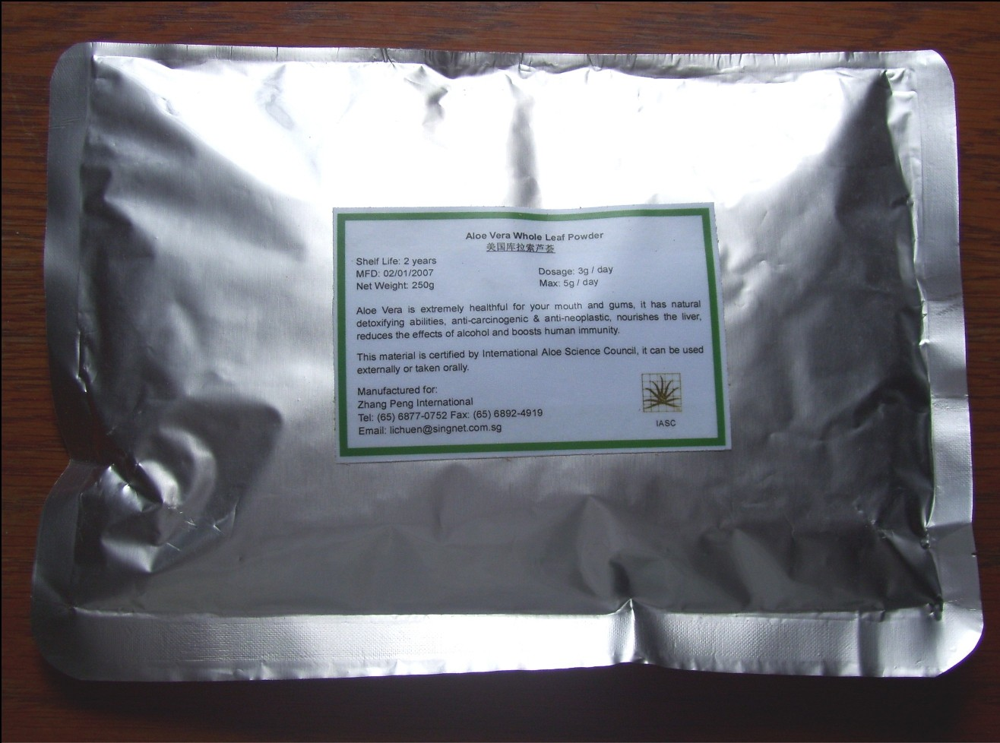 Aloe Vera Whole Leaf Powder
美国库拉索芦荟
Shelf Life: 2 years
MFD: 02/01/2007
Net Weight: 250g
Dosage: 3g / day
Max: 5g / day
Aloe Vera is extremely healthful for your mouth and gums, it has natural
detoxifying abilities, anti-carcinogenic & anti-neoplastic, nourishes the liver,
reduces the effects of alcohol and boosts human immunity.
This material is certified by International Aloe Science Council, it can be used
externally or taken orally.
Manufactured for:
Zhang Peng International
Tel: (65) 6877-0752 Fax: (65) 6892-4919
Email: lichuen@singnet.com.sg
IASC